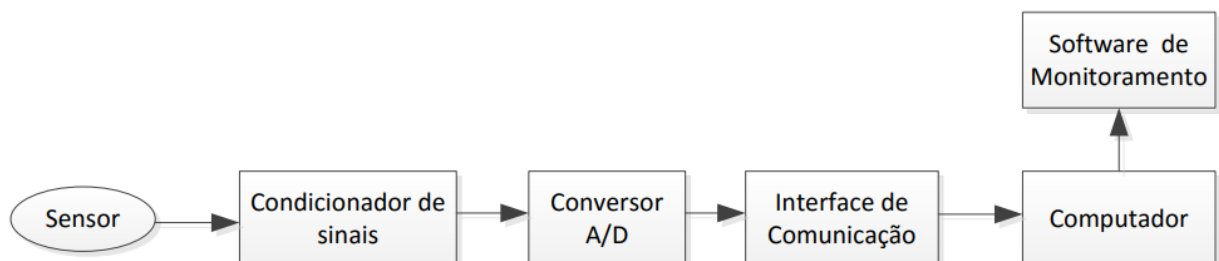 Sensor
Condicionador de
sinais
Conversor
A/D
Interface de
Comunicação
Computador
Software de
Monitoramento